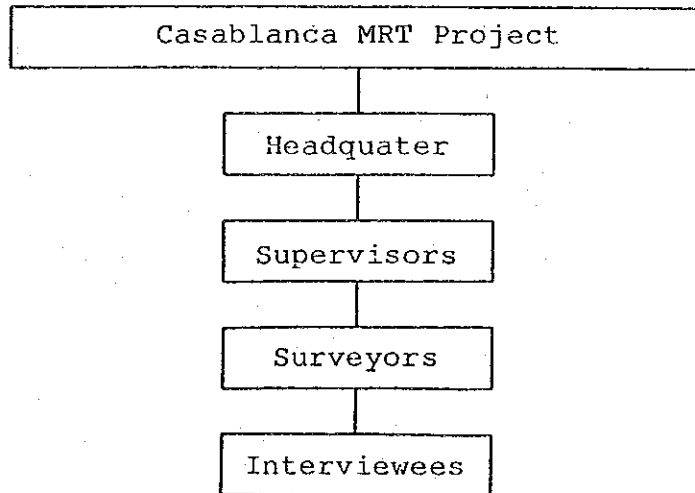 Casablanca MRT Project
Headquater
Supervisors
Surveyors
Interviewees